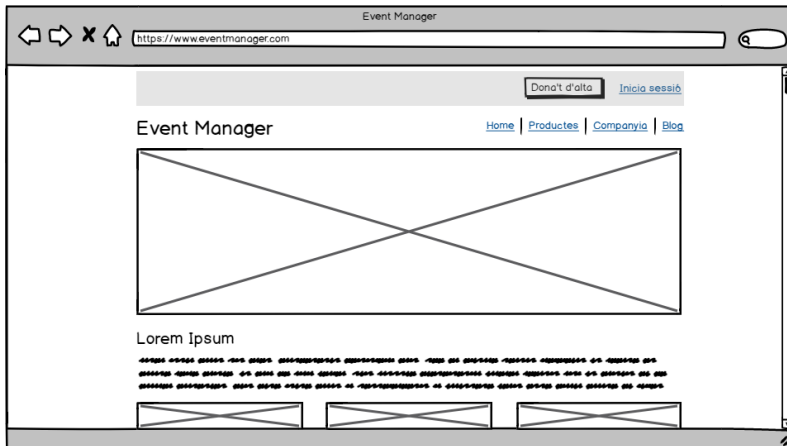 Event Manager
https://www.eventmanager.com
Dona't d'alta Inicia sessió
Event Manager
Home Productes Companyia Blog
Lorem Ipsum